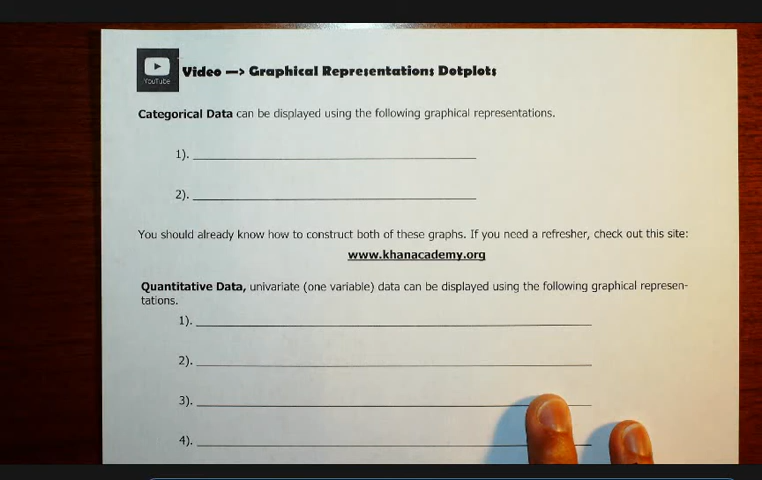 YouTube
Video —> Graphical Representations Dotplots
Categorical Data can be displayed using the following graphical representations.
1).
2).
You should already know how to construct both of these graphs. If you need a refresher, check out this site:
www.khanacademy.org
Quantitative Data, univariate (one variable) data can be displayed using the following graphical represen-
tations.
1).
2).
3).
4).